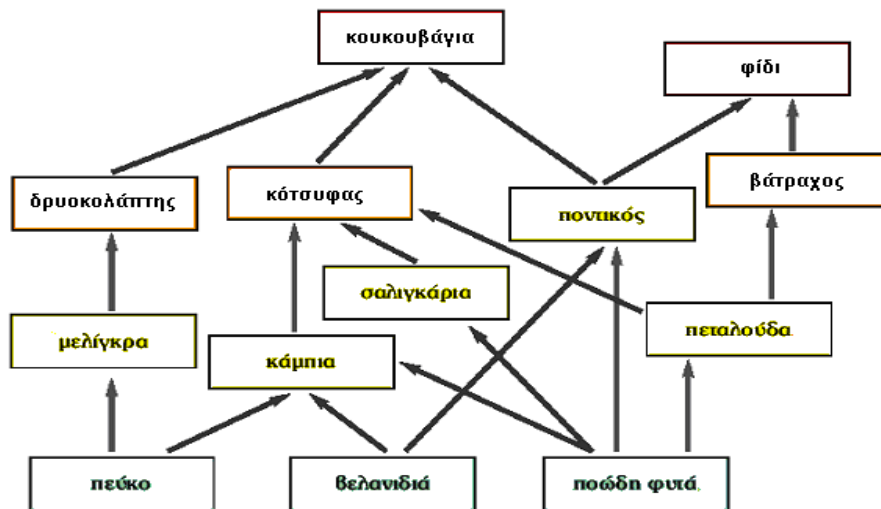 κουκουβάγια
φίδι
δρυοκολάπτης
κότσυφας
ποντικός
βάτραχος
σαλιγκάρια
μελίγκρα
κάμπια
πεταλούδα
πεύκο
βελανιδιά
ποώδη φυτά